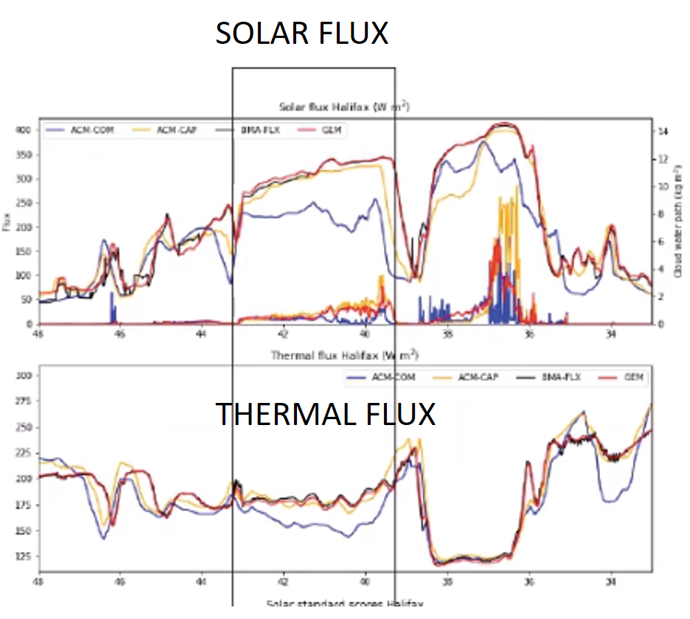 SOLAR FLUX
Solar flux Halifax (W m²)
ACM-COM ACM-CAP BMA-FLX GEM
400
350
300
250
200
150
100
50
0
Flux
14
12
10
8
6
4
2
0
Cloud water path (kg m²)
48 46 44 42 40 38 36 34
Thermal flux Halifax (W m²)
ACM-COM ACM-CAP BMA-FLX GEM
THERMAL FLUX
300
275
250
225
200
175
150
125
48 46 44 42 40 38 36 34
Solar standard scores Halifax